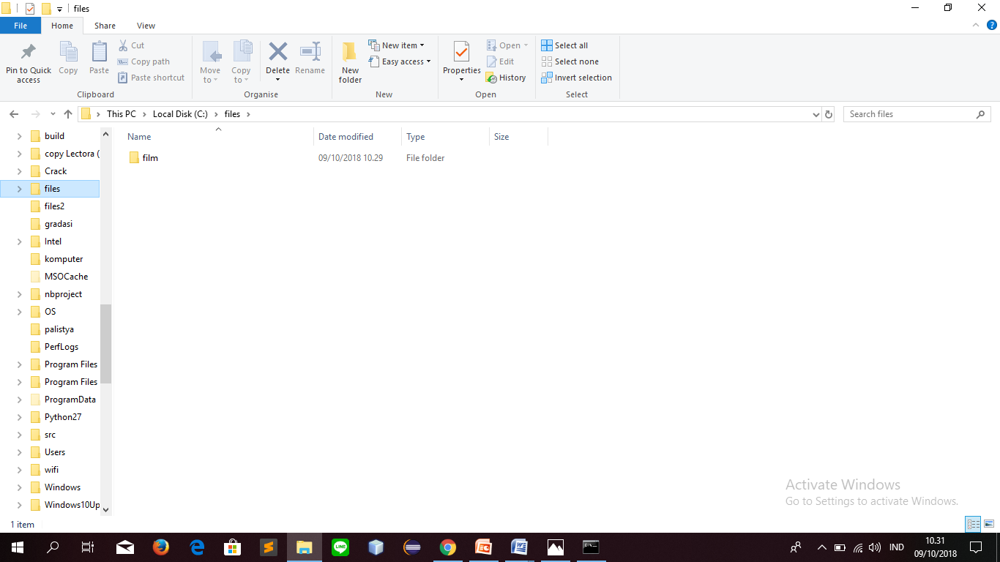 files
File Home Share View
Pin to Quick access
Copy
Paste
Cut
Copy path
Paste shortcut
Clipboard
Move to
Copy to
Delete
Rename
Organise
New folder
New item
Easy access
New
Properties
Open
Edit
History
Open
Select all
Select none
Invert selection
Select
This PC Local Disk (C:) files
Search files
Name Date modified Type Size
film 09/10/2018 10.29 File folder
build
copy Lectora (
Crack
files
files2
gradasi
Intel
komputer
MSOCache
nbproject
OS
palistya
PerfLogs
Program Files
Program Files
ProgramData
Python27
src
Users
wifi
Windows
Windows10Up
Activate Windows
Go to Settings to activate Windows.
1 item
LINE
IND
10.31
09/10/2018